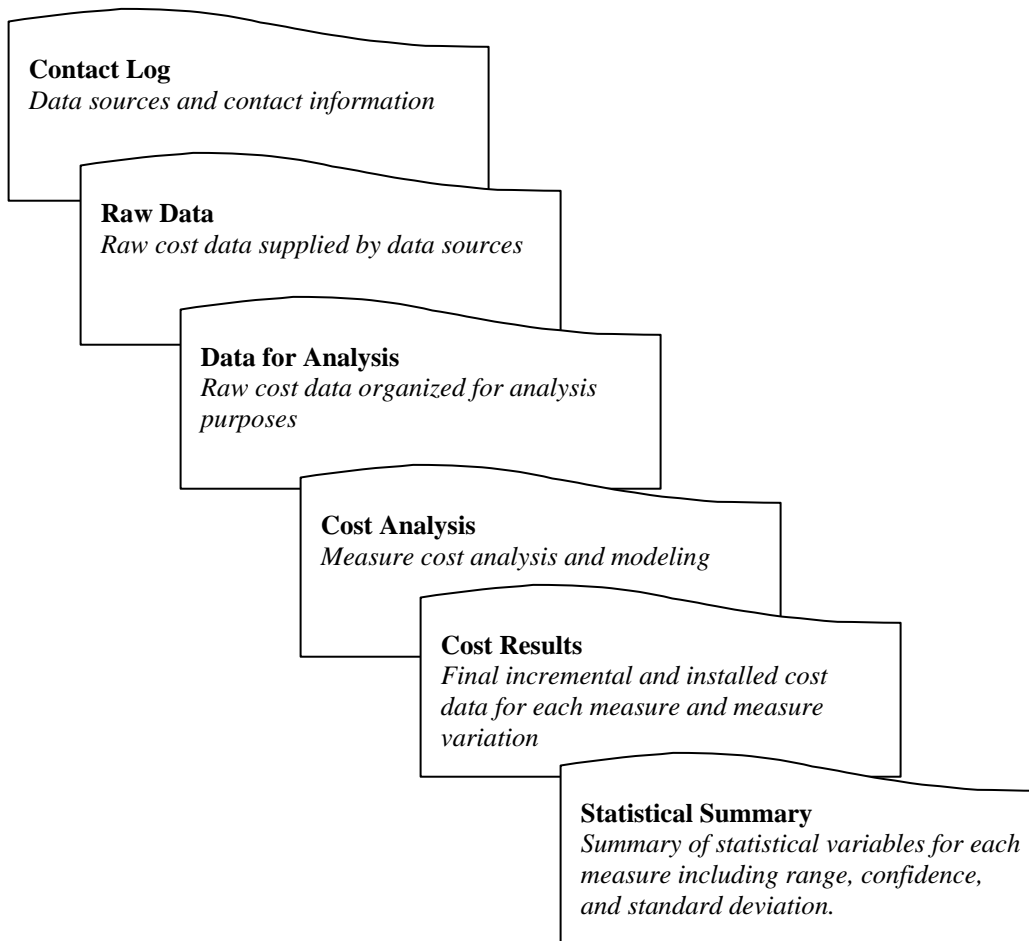 Contact Log
Data sources and contact information
Raw Data
Raw cost data supplied by data sources
Data for Analysis
Raw cost data organized for analysis
purposes
Cost Analysis
Measure cost analysis and modeling
Cost Results
Final incremental and installed cost
data for each measure and measure
variation
Statistical Summary
Summary of statistical variables for each
measure including range, confidence,
and standard deviation.